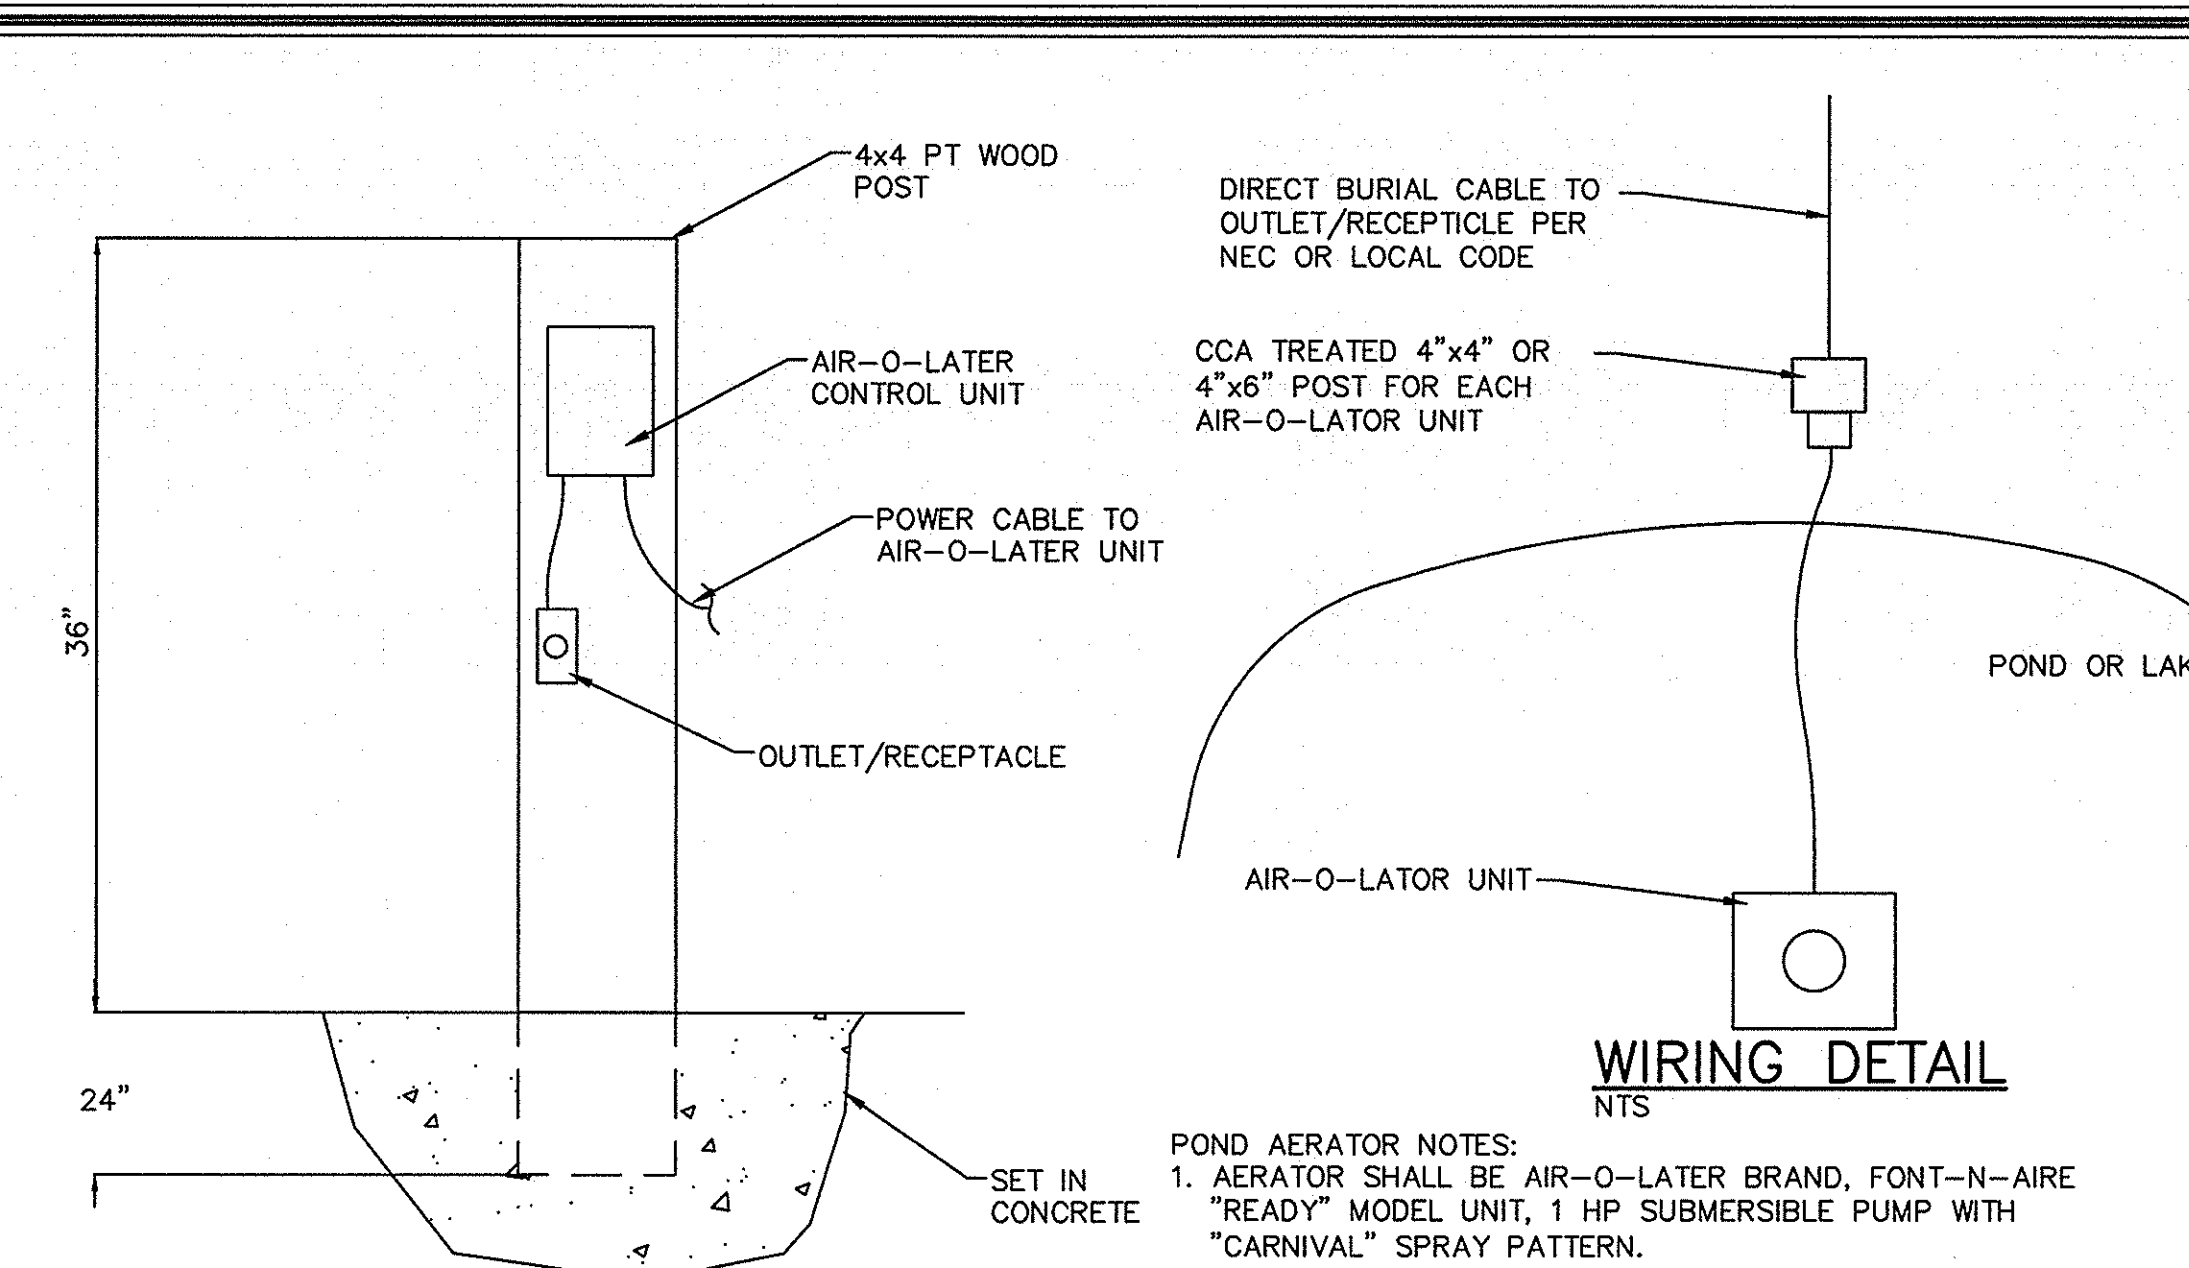 4x4 PT WOOD
POST
AIR-O-LATER
CONTROL UNIT
POWER CABLE TO
AIR-O-LATER UNIT
36"
OUTLET/RECEPTACLE
24"
SET IN
CONCRETE
DIRECT BURIAL CABLE TO
OUTLET/RECEPTICLE PER
NEC OR LOCAL CODE
CCA TREATED 4"x4" OR
4"x6" POST FOR EACH
AIR-O-LATOR UNIT
POND OR LAK
AIR-O-LATOR UNIT
WIRING DETAIL
NTS
POND AERATOR NOTES:
1. AERATOR SHALL BE AIR-O-LATER BRAND, FONT-N-AIRE
"READY" MODEL UNIT, 1 HP SUBMERSIBLE PUMP WITH
"CARNIVAL" SPRAY PATTERN.